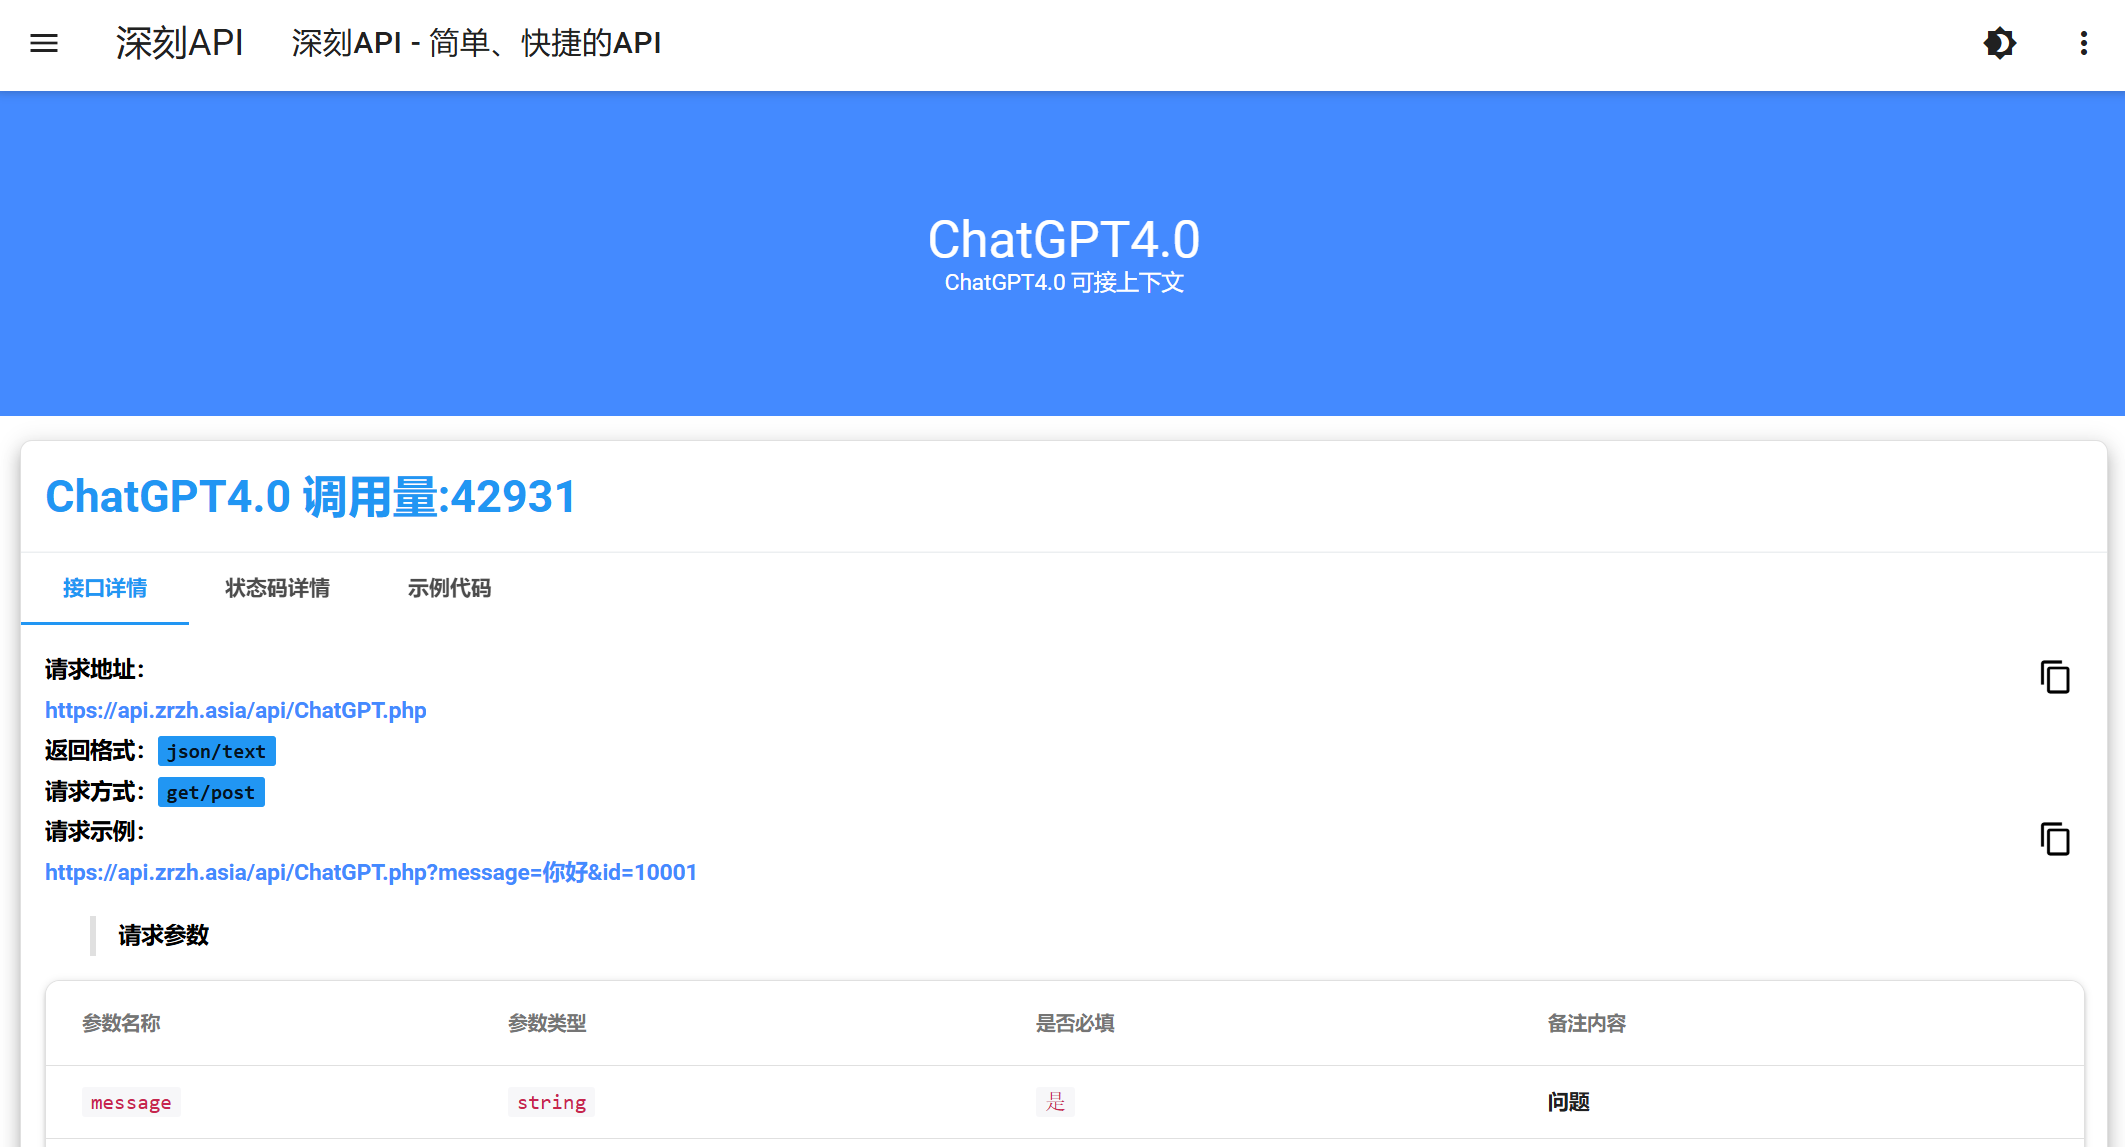 深刻API 深刻API - 简单、快捷的API
ChatGPT4.0
ChatGPT4.0 可接上下文
ChatGPT4.0 调用量:42931
接口详情 状态码详情 示例代码
请求地址：
https://api.zrzh.asia/api/ChatGPT.php
返回格式： json/text
请求方式： get/post
请求示例：
https://api.zrzh.asia/api/ChatGPT.php?message=你好&id=10001
请求参数
参数名称 参数类型 是否必填 备注内容
message string 是 问题